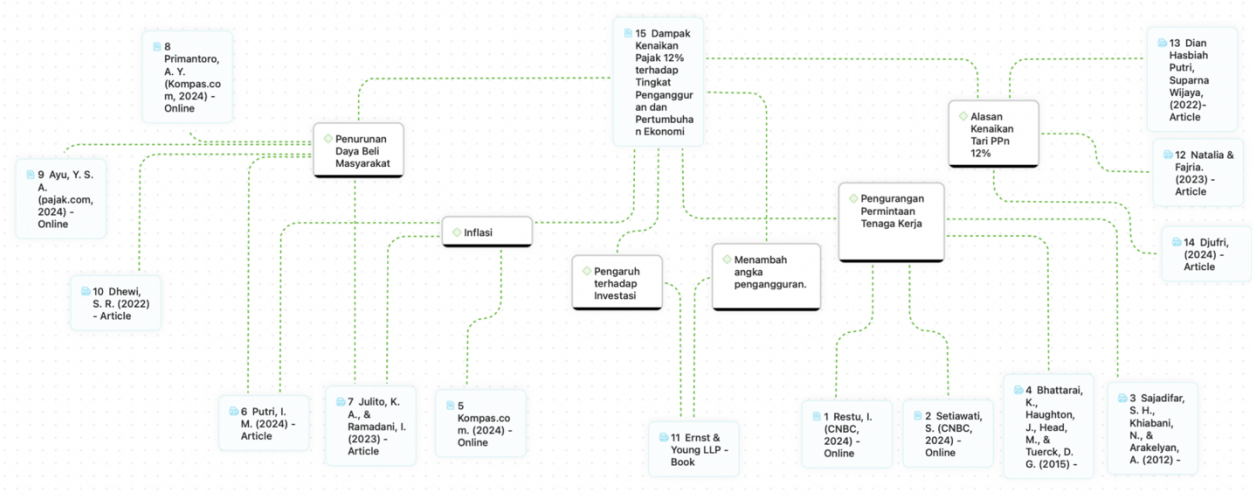 8
Primantoro,
A. Y.
(Kompas.co
m, 2024) -
Online
15 Dampak
Kenaikan
Pajak 12%
terhadap
Tingkat
Penganggur
an dan
Pertumbuha
n Ekonomi
13 Dian
Hasbiah
Putri,
Suparna
Wijaya,
(2022)-
Article
Penurunan
Daya Beli
Masyarakat
Alasan
Kenaikan
Tari PPn
12%
9 Ayu, Y. S.
A.
(pajak.com,
2024) -
Online
12 Natalia &
Fajria.
(2023) -
Article
Pengurangan
Permintaan
Tenaga Kerja
Inflasi
14 Djufri,
(2024) -
Article
Pengaruh
terhadap
Investasi
Menambah
angka
pengangguran.
10 Dhewi,
S. R. (2022)
- Article
6 Putri, I.
M. (2024) -
Article
7 Julito, K.
A., &
Ramadani, I.
(2023) -
Article
5
Kompas.co
m. (2024) -
Online
11 Ernst &
Young LLP -
Book
1 Restu, I.
(CNBC,
2024) -
Online
2 Setiawati,
S. (CNBC,
2024) -
Online
4 Bhattarai,
K.,
Haughton,
J., Head,
M., &
Tuerck, D.
G. (2015) -
3 Sajadifar,
S. H.,
Khiabani,
N., &
Arakelyan,
A. (2012) -